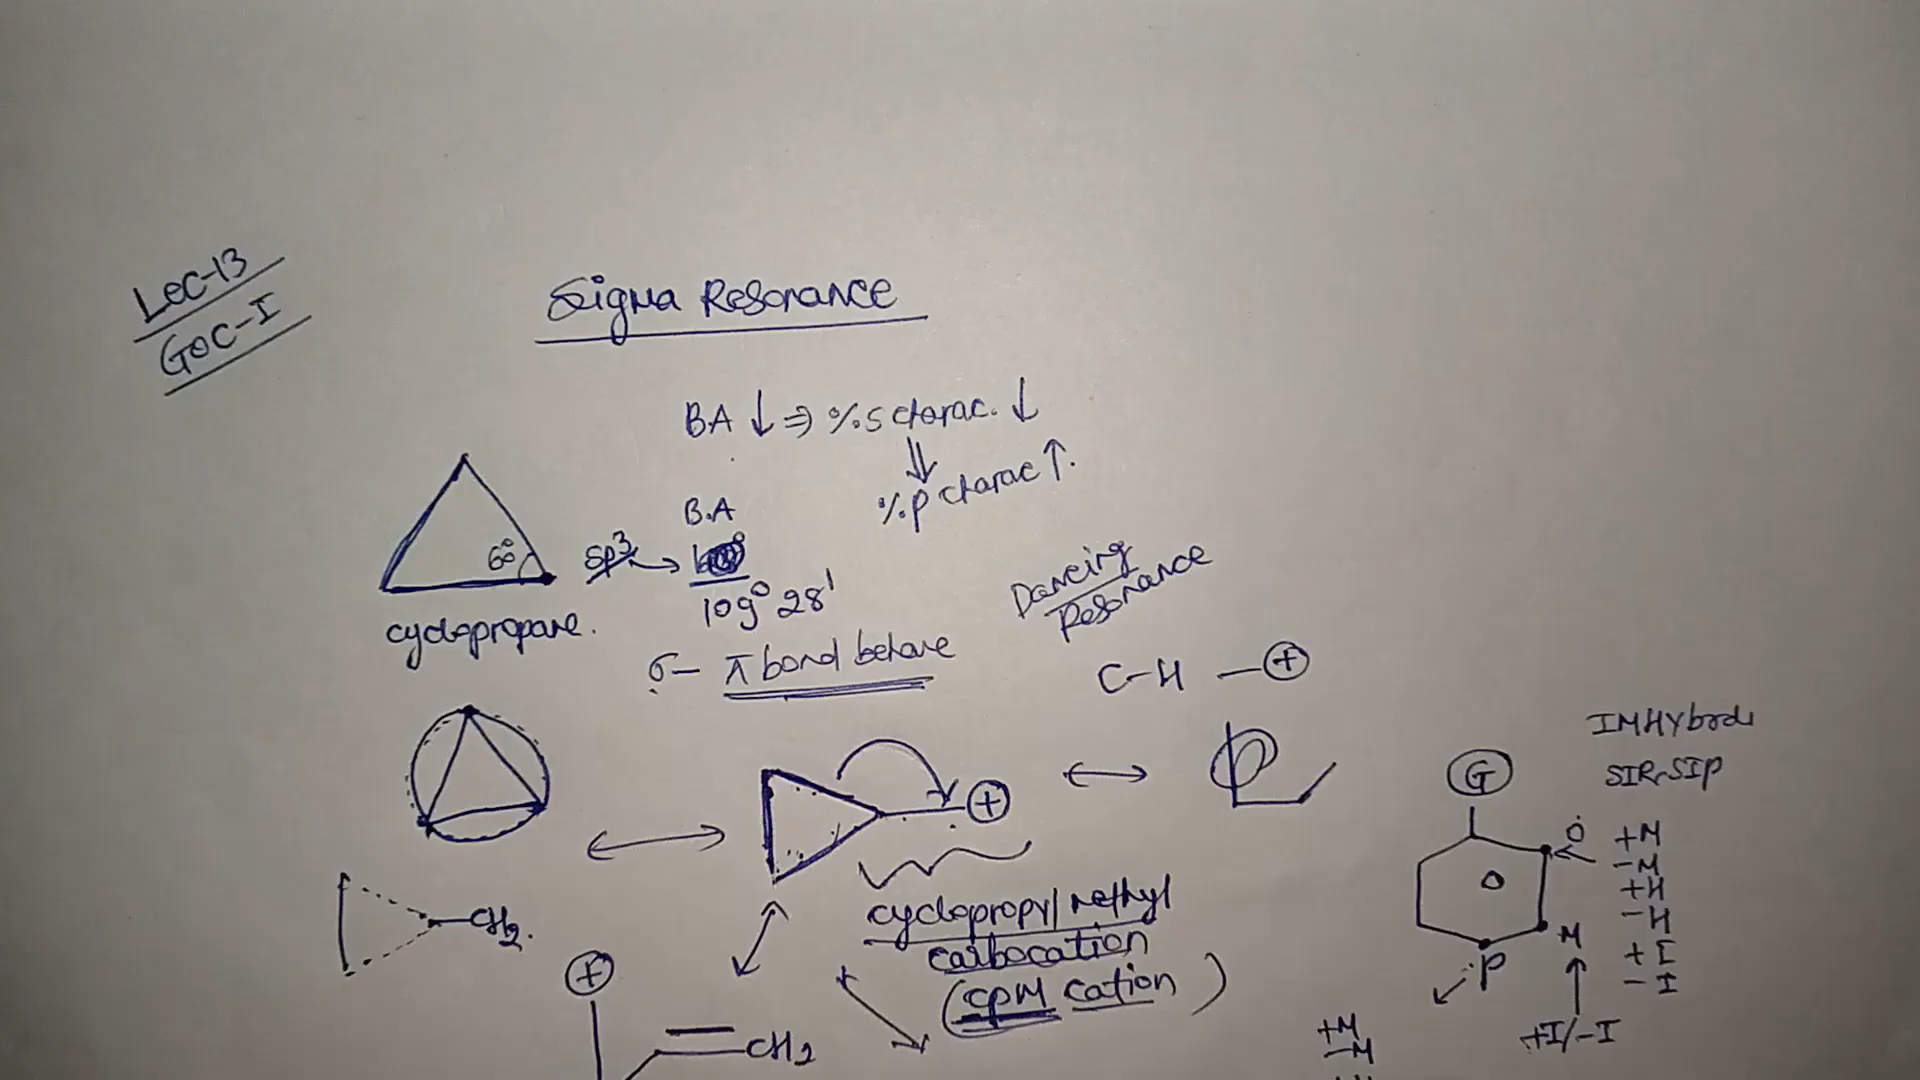 Lec-13
GOC-I
Sigma Resonance
BA ↓ ⇒ %s charac. ↓
⇓
%p charac ↑.
B.A
60°
sp³ →
109° 28'
cyclopropane.
Dancing
Resonance
σ- π bond behave
C-H -⊕
IMHYbrde
SIR, SIP
G
⊕
↔
↔
O
+M
-M
+H
-H
+I
-I
M
P
cyclopropyl methyl
carbocation
(CPM cation)
CH2.
⊕
CH2
+M
-M
+I/-I